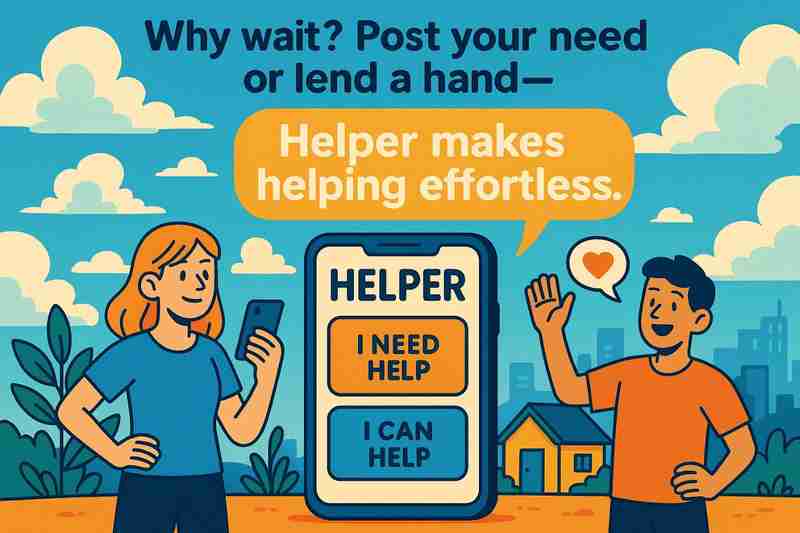 Why wait? Post your need
or lend a hand—
Helper makes
helping effortless.
HELPER
I NEED
HELP
I CAN
HELP